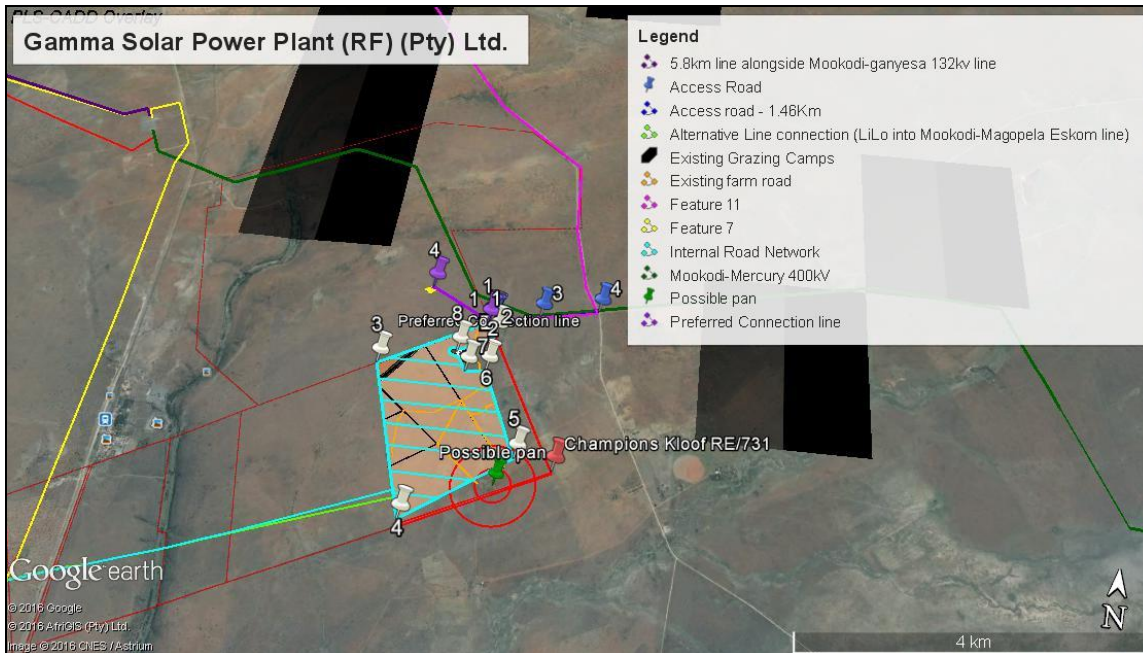 PLS-CADD Overlay
Gamma Solar Power Plant (RF) (Pty) Ltd.
Legend
5.8km line alongside Mookodi-ganyesa 132kv line
Access Road
Access road - 1.46Km
Alternative Line connection (LiLo into Mookodi-Magopela Eskom line)
Existing Grazing Camps
Existing farm road
Feature 11
Feature 7
Internal Road Network
Mookodi-Mercury 400kV
Possible pan
Preferred Connection line
4
1
1
1
3
4
2
8
Preferred Connection line
3
2
7
6
5
Champions Kloof RE/731
Possible pan
4
Google earth
© 2016 Google
© 2016 AfriGIS (Pty) Ltd.
Image © 2016 CNES / Astrium
N
4 km